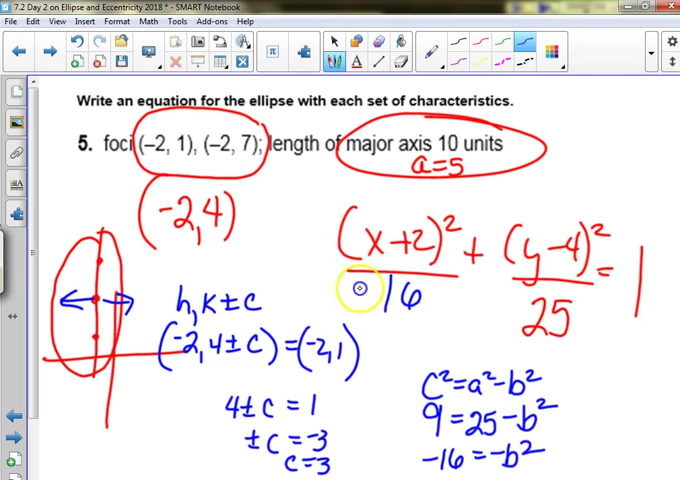 7.2 Day 2 on Ellipse and Eccentricity 2018 * - SMART Notebook
File Edit View Insert Format Tools Add-ons Help
Write an equation for the ellipse with each set of characteristics.
5. foci (–2, 1), (–2, 7); length of major axis 10 units
a=5
(-2,4)
(x+2)² + (y-4)² = 1
16 25
h, k ± c
(-2, 4 ± c) = (-2, 1)
4 ± c = 1
± c = -3
c = 3
c² = a² - b²
9 = 25 - b²
-16 = -b²